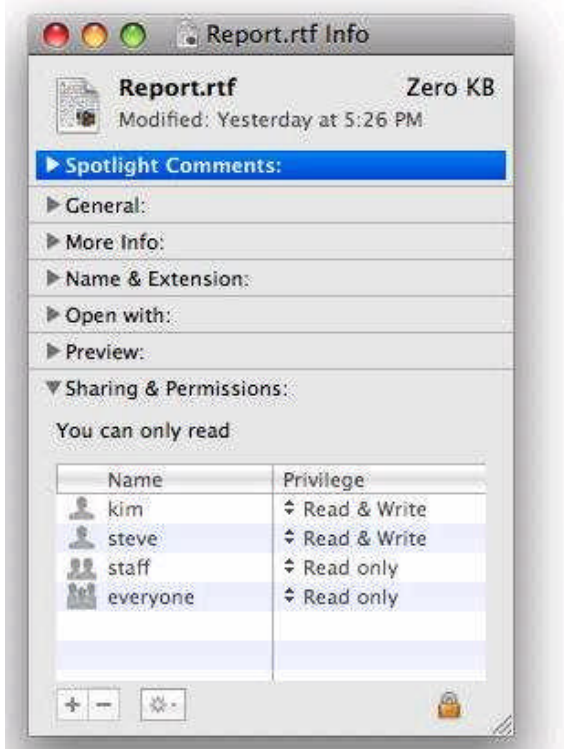 Report.rtf Info
Report.rtf Zero KB
Modified: Yesterday at 5:26 PM
Spotlight Comments:
General:
More Info:
Name & Extension:
Open with:
Preview:
Sharing & Permissions:
You can only read
Name Privilege
kim Read & Write
steve Read & Write
staff Read only
everyone Read only